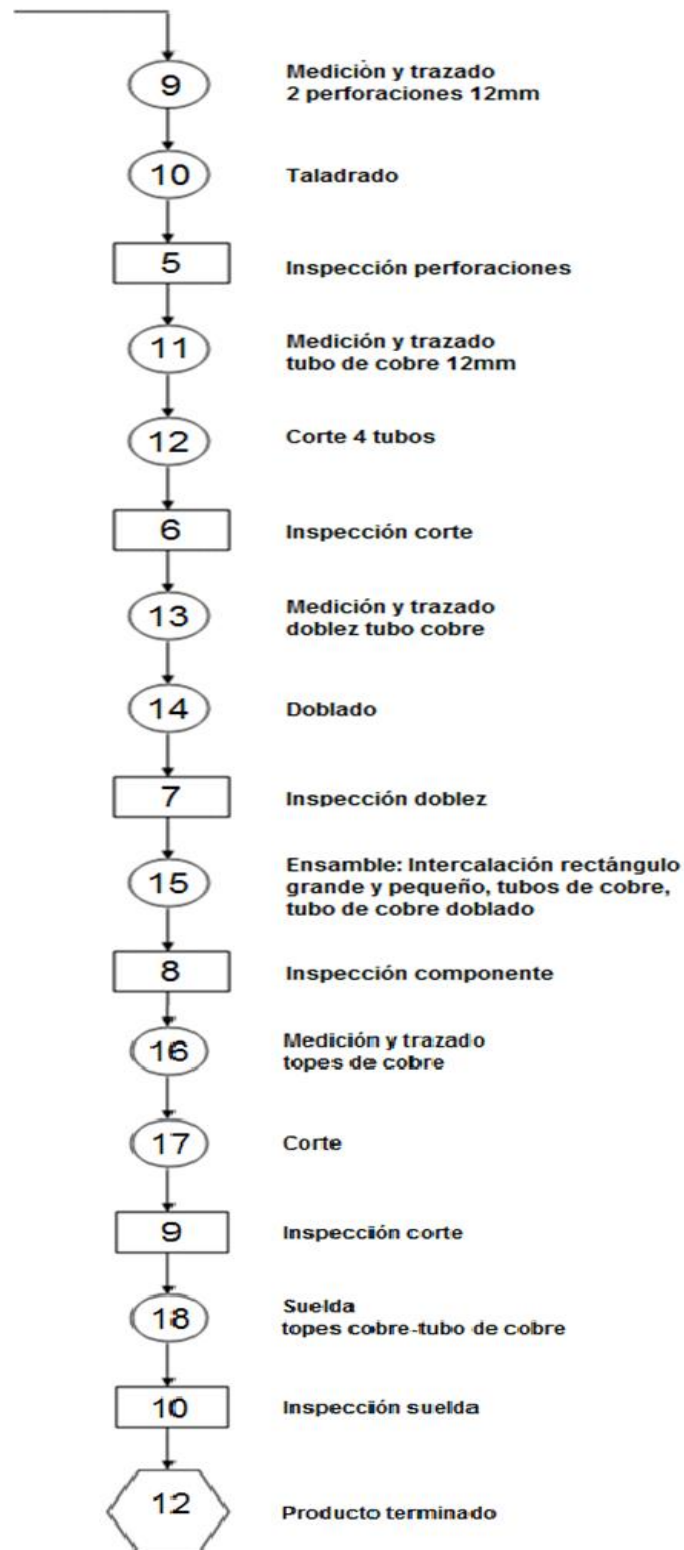 9
Medición y trazado
2 perforaciones 12mm
10
Taladrado
5
Inspección perforaciones
11
Medición y trazado
tubo de cobre 12mm
12
Corte 4 tubos
6
Inspección corte
13
Medición y trazado
doblez tubo cobre
14
Doblado
7
Inspección doblez
15
Ensamble: Intercalación rectángulo
grande y pequeño, tubos de cobre,
tubo de cobre doblado
8
Inspección componente
16
Medición y trazado
topes de cobre
17
Corte
9
Inspección corte
18
Suelda
topes cobre-tubo de cobre
10
Inspección suelda
12
Producto terminado